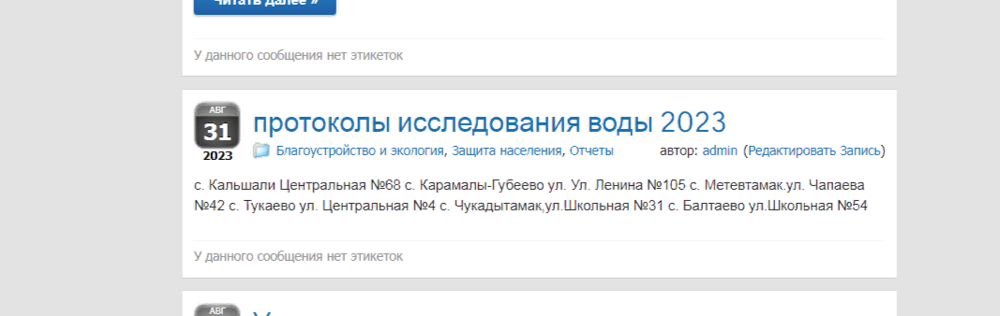 Читать далее »
У данного сообщения нет этикеток
АВГ
31
2023
протоколы исследования воды 2023
Благоустройство и экология, Защита населения, Отчеты автор: admin (Редактировать Запись)
с. Кальшали Центральная №68 с. Карамалы-Губеево ул. Ул. Ленина №105 с. Метевтамак.ул. Чапаева
№42 с. Тукаево ул. Центральная №4 с. Чукадытамак,ул.Школьная №31 с. Балтаево ул.Школьная №54
У данного сообщения нет этикеток
АВГ